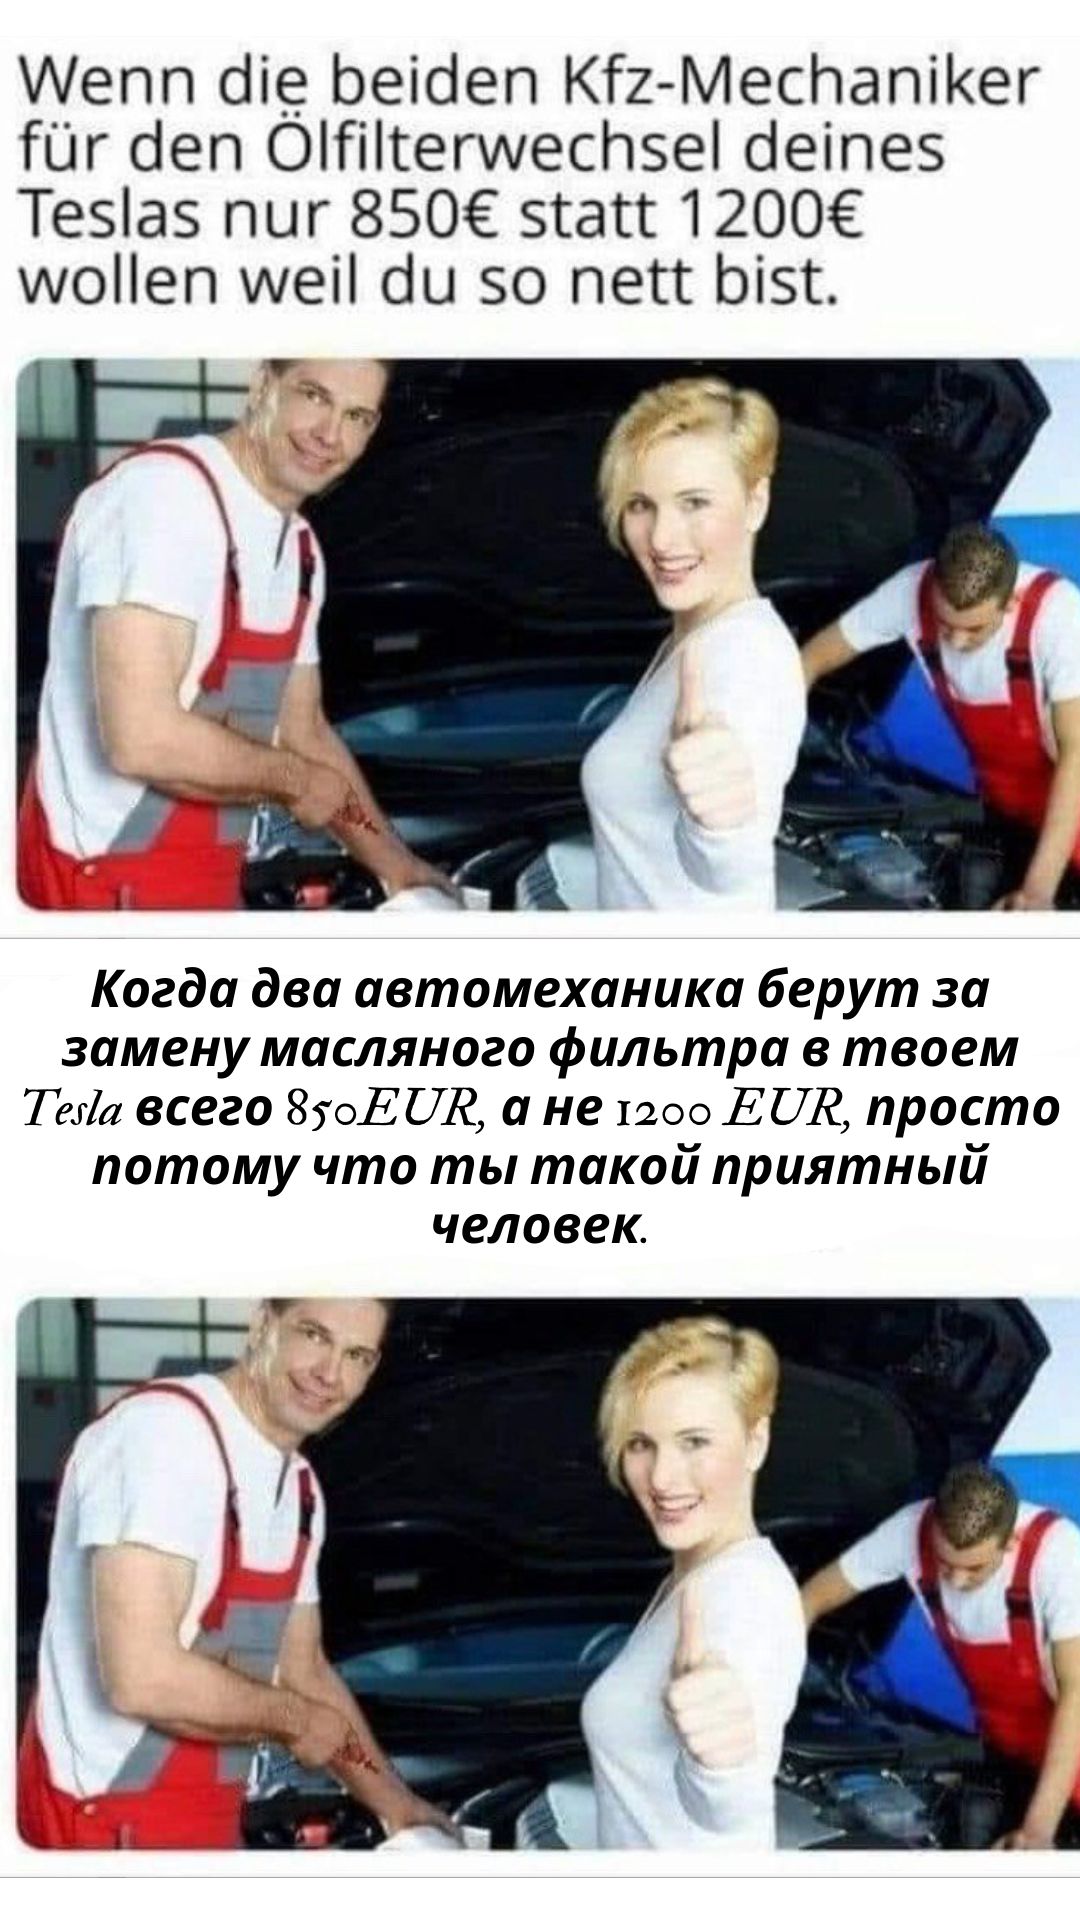 Wenn die beiden Kfz-Mechaniker
für den Ölfilterwechsel deines
Teslas nur 850€ statt 1200€
wollen weil du so nett bist.
Когда два автомеханика берут за
замену масляного фильтра в твоем
Tesla всего 850EUR, а не 1200 EUR, просто
потому что ты такой приятный
человек.